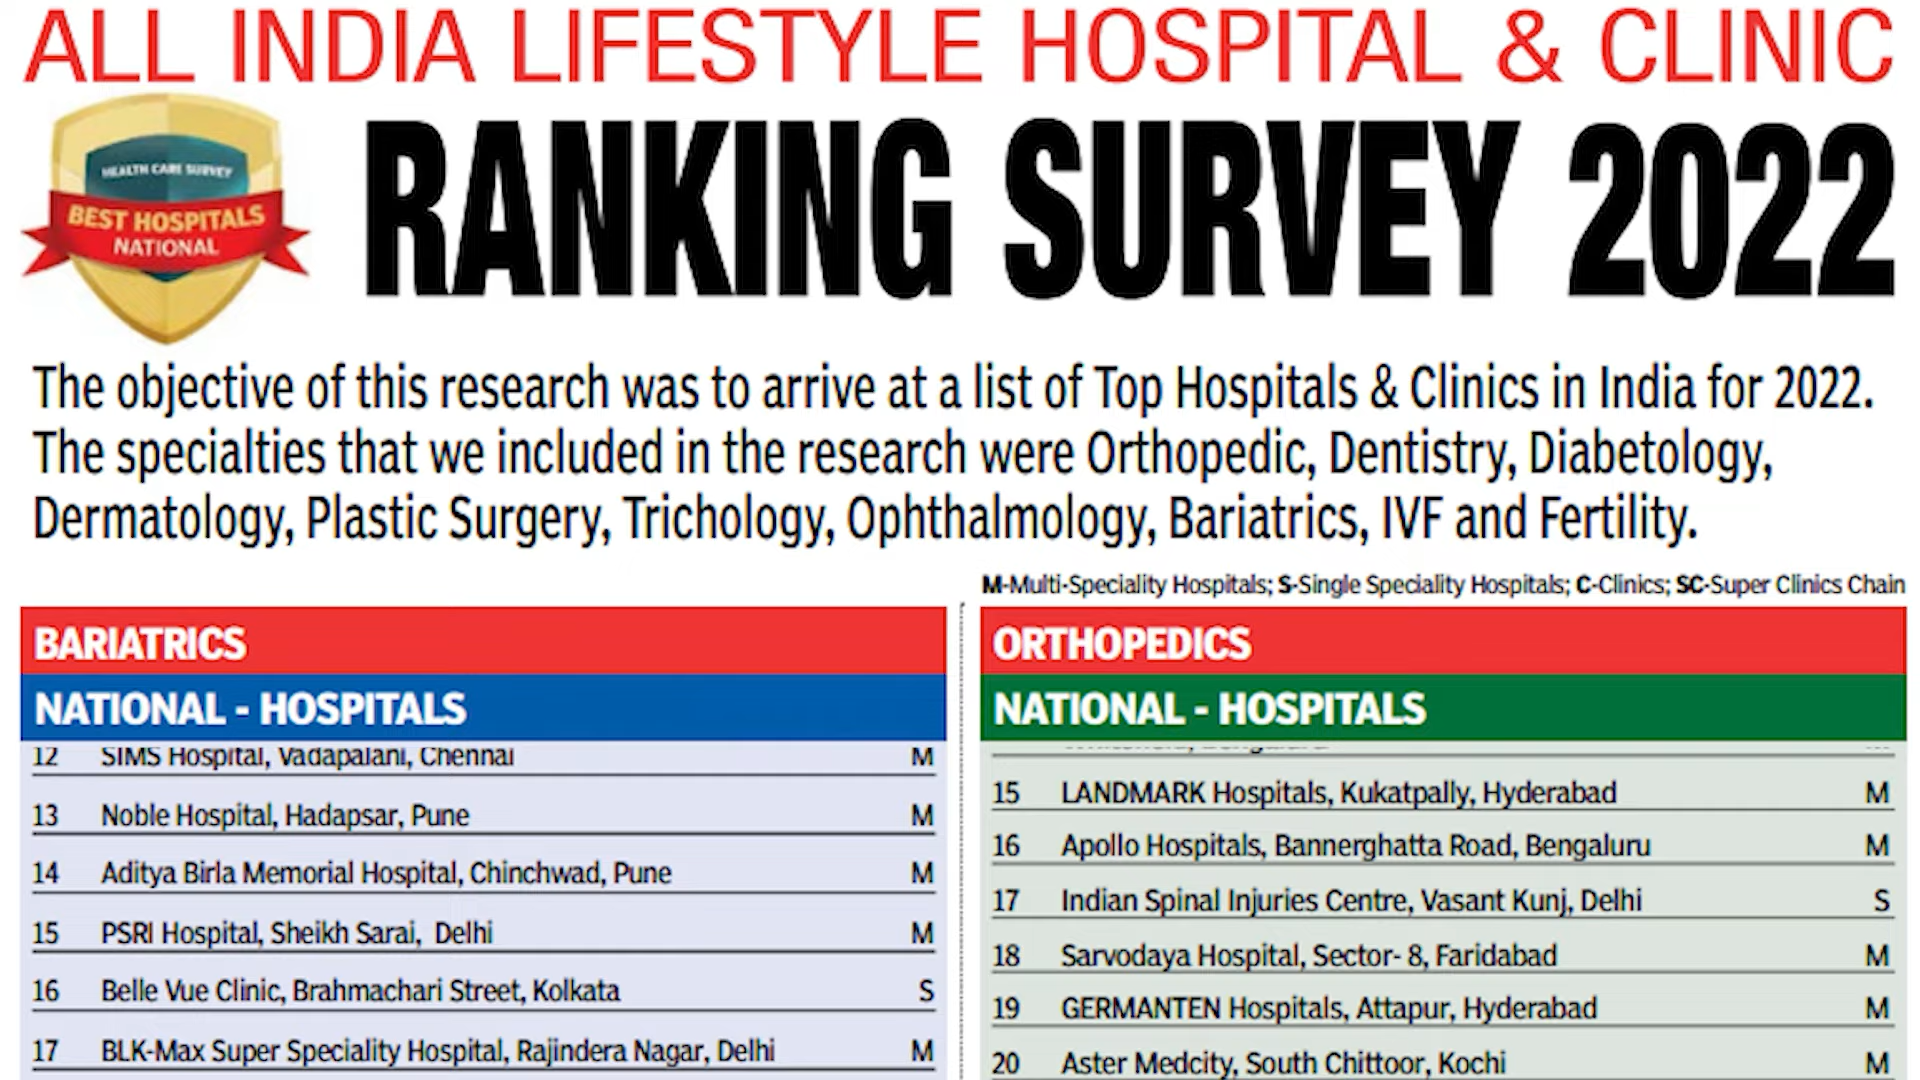 ALL INDIA LIFESTYLE HOSPITAL & CLINIC
HEALTH CARE SURVEY
BEST HOSPITALS
NATIONAL
RANKING SURVEY 2022
The objective of this research was to arrive at a list of Top Hospitals & Clinics in India for 2022.
The specialties that we included in the research were Orthopedic, Dentistry, Diabetology,
Dermatology, Plastic Surgery, Trichology, Ophthalmology, Bariatrics, IVF and Fertility.
M-Multi-Speciality Hospitals; S-Single Speciality Hospitals; C-Clinics; SC-Super Clinics Chain
BARIATRICS
NATIONAL - HOSPITALS
12 SIMS Hospital, Vadapalani, Chennai M
13 Noble Hospital, Hadapsar, Pune M
14 Aditya Birla Memorial Hospital, Chinchwad, Pune M
15 PSRI Hospital, Sheikh Sarai, Delhi M
16 Belle Vue Clinic, Brahmachari Street, Kolkata S
17 BLK-Max Super Speciality Hospital, Rajindera Nagar, Delhi M
ORTHOPEDICS
NATIONAL - HOSPITALS
15 LANDMARK Hospitals, Kukatpally, Hyderabad M
16 Apollo Hospitals, Bannerghatta Road, Bengaluru M
17 Indian Spinal Injuries Centre, Vasant Kunj, Delhi S
18 Sarvodaya Hospital, Sector- 8, Faridabad M
19 GERMANTEN Hospitals, Attapur, Hyderabad M
20 Aster Medcity, South Chittoor, Kochi M